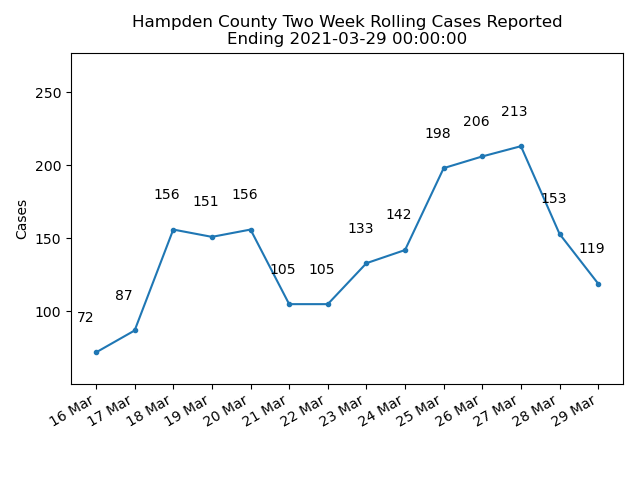 Hampden County Two Week Rolling Cases Reported
Ending 2021-03-29 00:00:00
Cases
250
200
150
100
72
87
156
151
156
105
105
133
142
198
206
213
153
119
16 Mar
17 Mar
18 Mar
19 Mar
20 Mar
21 Mar
22 Mar
23 Mar
24 Mar
25 Mar
26 Mar
27 Mar
28 Mar
29 Mar